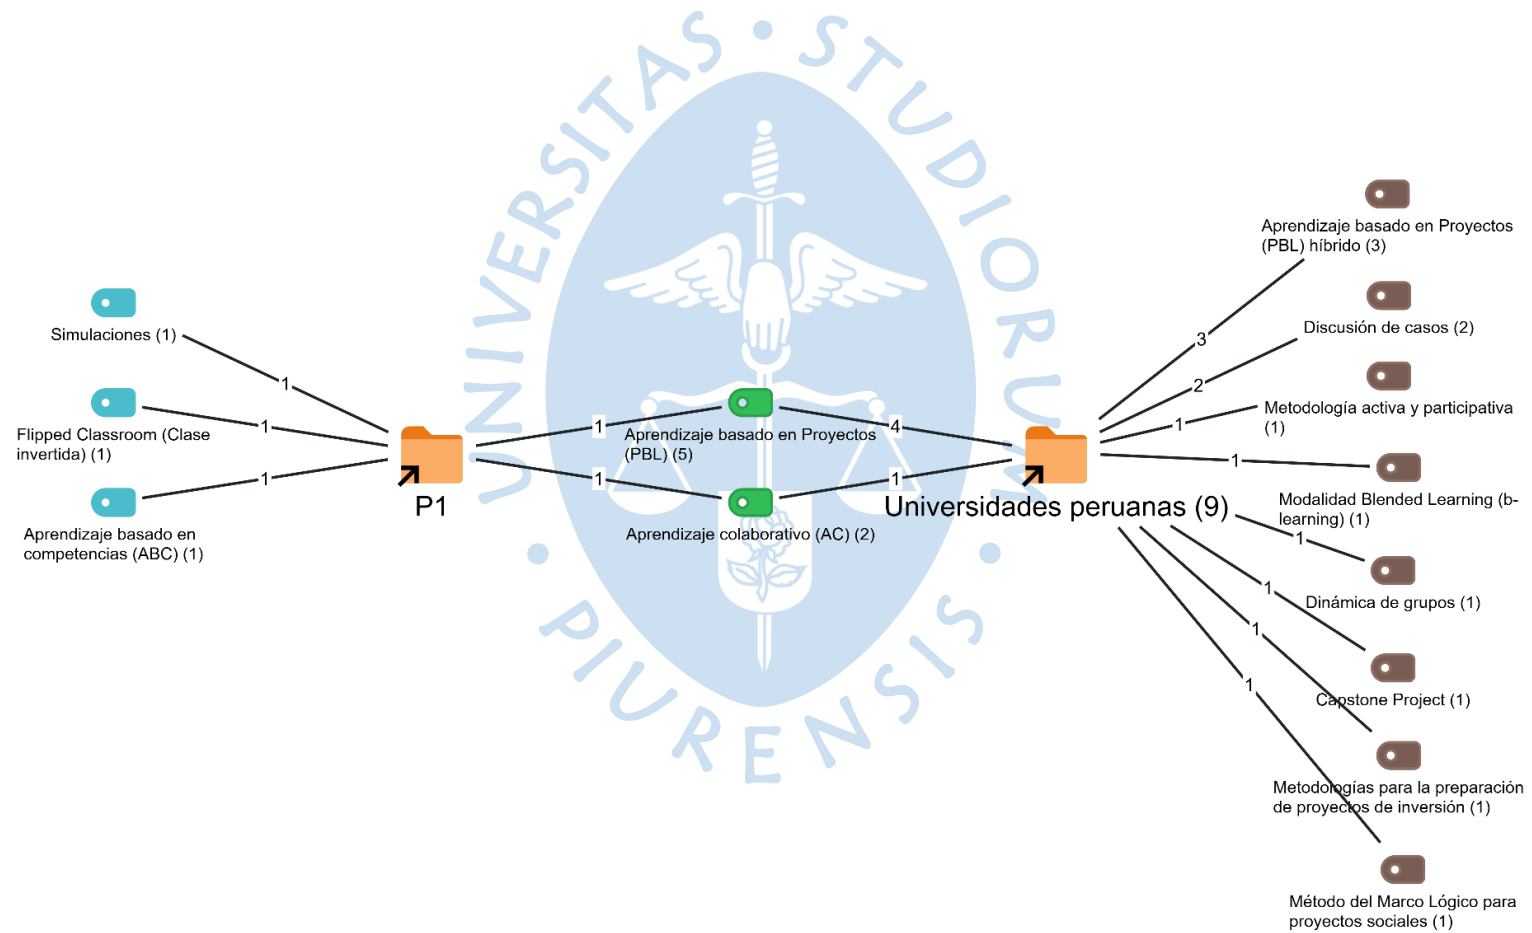 UNIVERSITAS • STUDIORUM • PIURENSIS •
Aprendizaje basado en Proyectos
(PBL) híbrido (3)
Discusión de casos (2)
Simulaciones (1)
3
1
2
Metodología activa y participativa
(1)
Flipped Classroom (Clase
invertida) (1)
1
1
Aprendizaje basado en Proyectos
(PBL) (5)
4
1
1
1
1
1
P1
Universidades peruanas (9)
Modalidad Blended Learning (b-
learning) (1)
Aprendizaje basado en
competencias (ABC) (1)
Aprendizaje colaborativo (AC) (2)
1
1
Dinámica de grupos (1)
1
1
Capstone Project (1)
Metodologías para la preparación
de proyectos de inversión (1)
Método del Marco Lógico para
proyectos sociales (1)